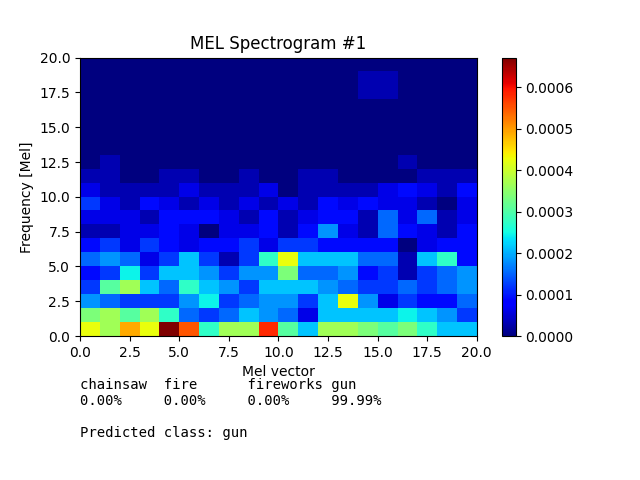 MEL Spectrogram #1
Frequency [Mel]
20.0
17.5
15.0
12.5
10.0
7.5
5.0
2.5
0.0
0.0 2.5 5.0 7.5 10.0 12.5 15.0 17.5 20.0
Mel vector
0.0006
0.0005
0.0004
0.0003
0.0002
0.0001
0.0000
chainsaw fire fireworks gun
0.00% 0.00% 0.00% 99.99%
Predicted class: gun